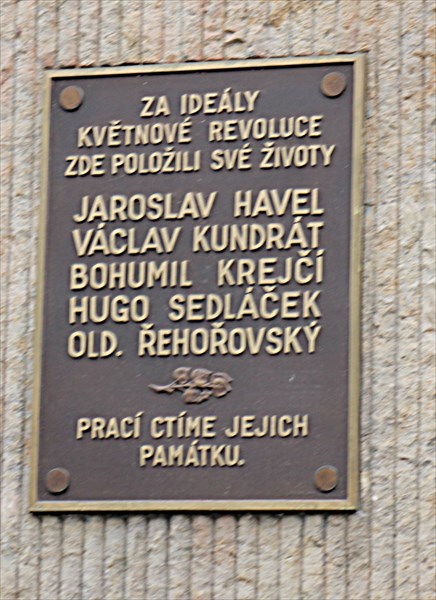 ZA IDEÁLY
KVĚTNOVÉ REVOLUCE
ZDE POLOŽILI SVÉ ŽIVOTY
JAROSLAV HAVEL
VÁCLAV KUNDRÁT
BOHUMIL KREJČÍ
HUGO SEDLÁČEK
OLD. ŘEHOŘOVSKÝ
PRACÍ CTÍME JEJICH
PAMÁTKU.